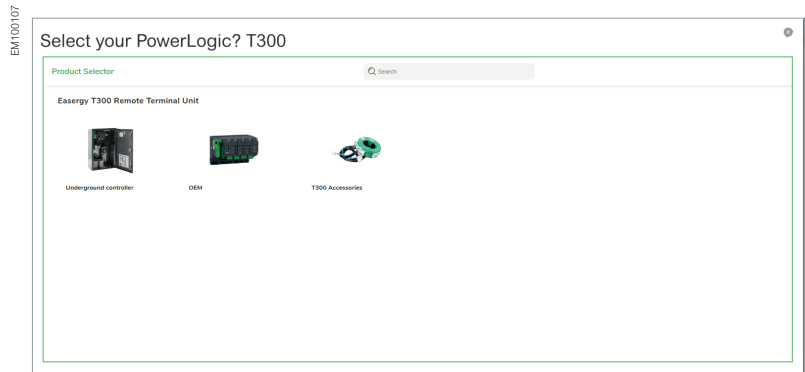 EM100107
Select your PowerLogic? T300
Product Selector
Search
Easergy T300 Remote Terminal Unit
Underground controller
OEM
T300 Accessories